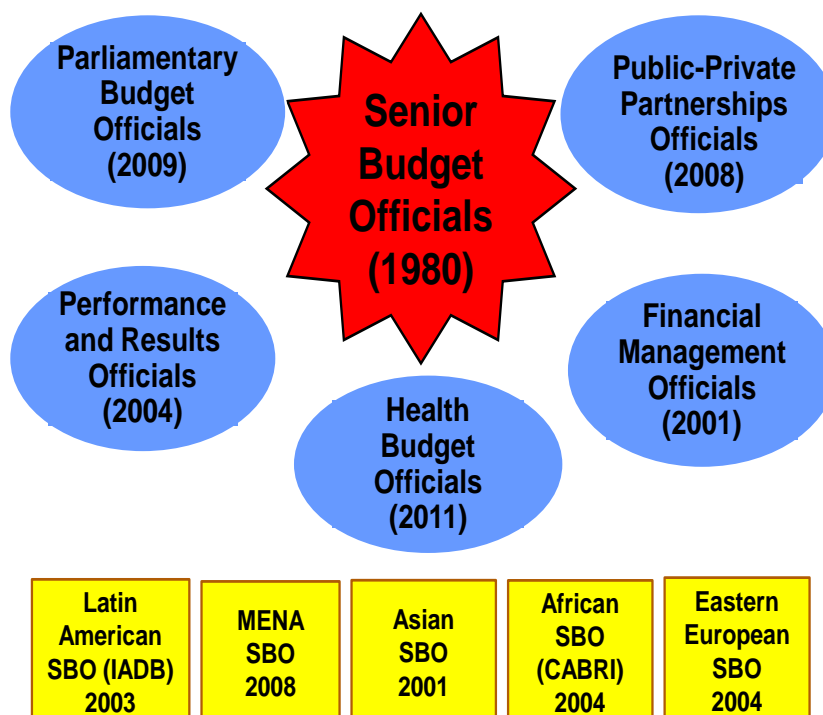 Parliamentary
Budget
Officials
(2009)
Senior
Budget
Officials
(1980)
Public-Private
Partnerships
Officials
(2008)
Performance
and Results
Officials
(2004)
Health
Budget
Officials
(2011)
Financial
Management
Officials
(2001)
Latin
American
SBO (IADB)
2003
MENA
SBO
2008
Asian
SBO
2001
African
SBO
(CABRI)
2004
Eastern
European
SBO
2004